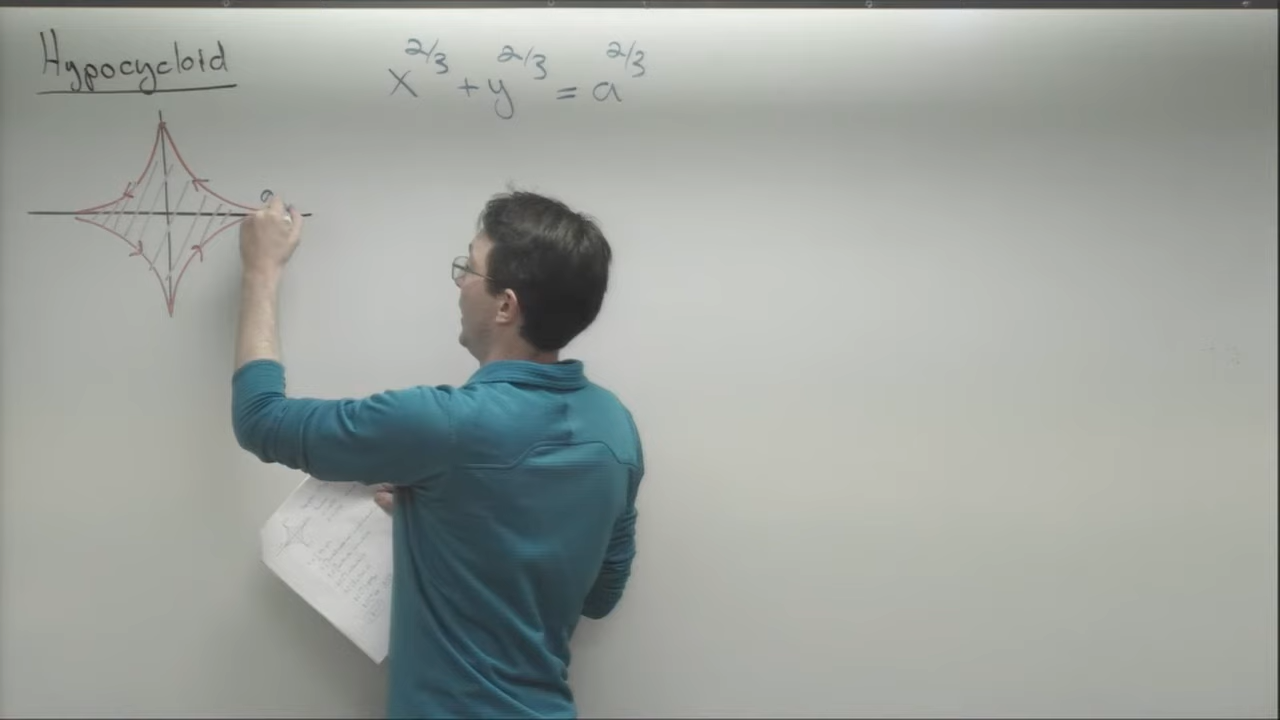 Hypocycloid
x^{2/3} + y^{2/3} = a^{2/3}
a